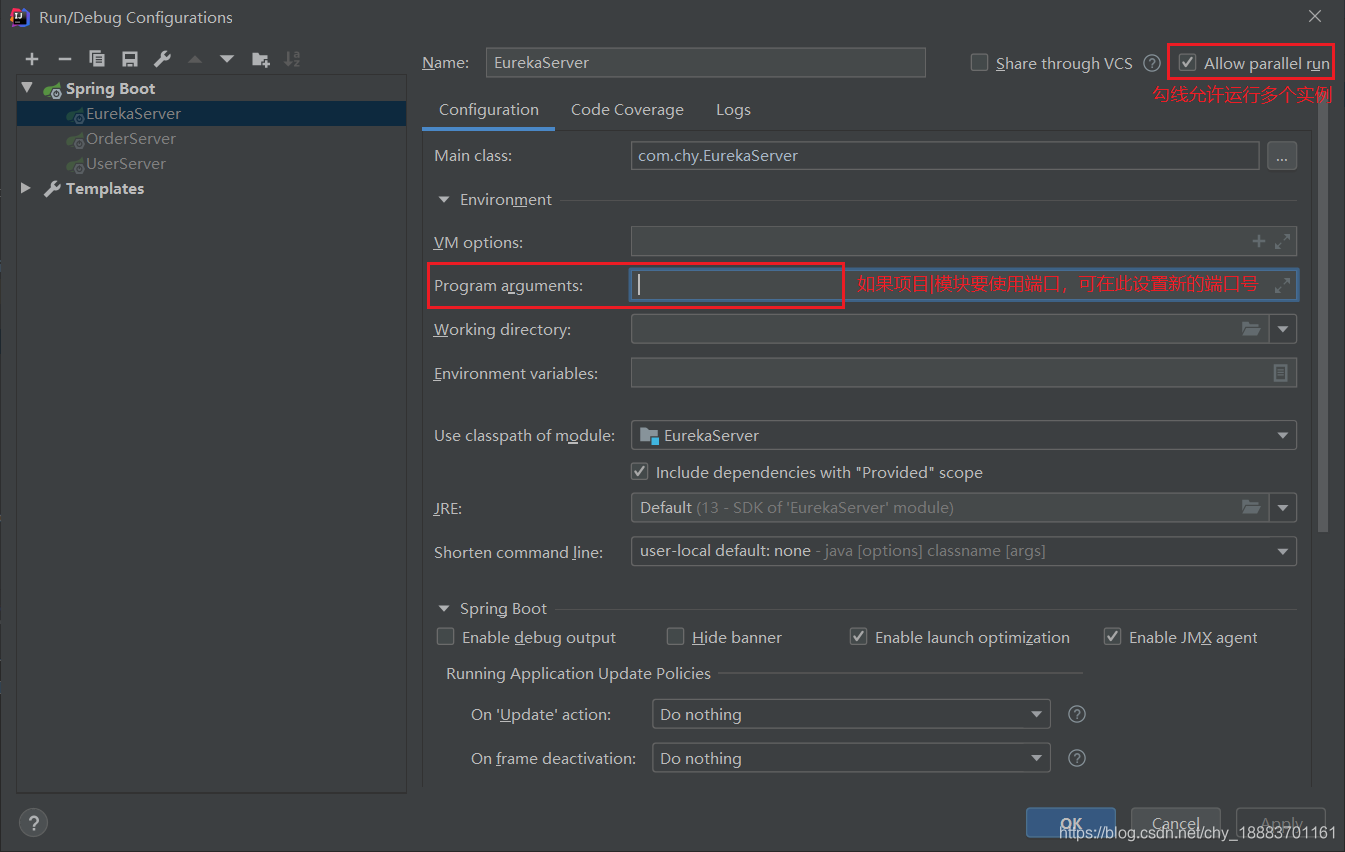 Run/Debug Configurations
Name: EurekaServer
Share through VCS
Allow parallel run
勾线允许运行多个实例
Spring Boot
EurekaServer
OrderServer
UserServer
Templates
Configuration Code Coverage Logs
Main class: com.chy.EurekaServer ...
Environment
VM options:
Program arguments: 如果项目|模块要使用端口，可在此设置新的端口号
Working directory:
Environment variables:
Use classpath of module: EurekaServer
Include dependencies with "Provided" scope
JRE: Default (13 - SDK of 'EurekaServer' module)
Shorten command line: user-local default: none - java [options] classname [args]
Spring Boot
Enable debug output Hide banner Enable launch optimization Enable JMX agent
Running Application Update Policies
On 'Update' action: Do nothing ?
On frame deactivation: Do nothing ?
? OK Cancel Apply
https://blog.csdn.net/chy_18883701161